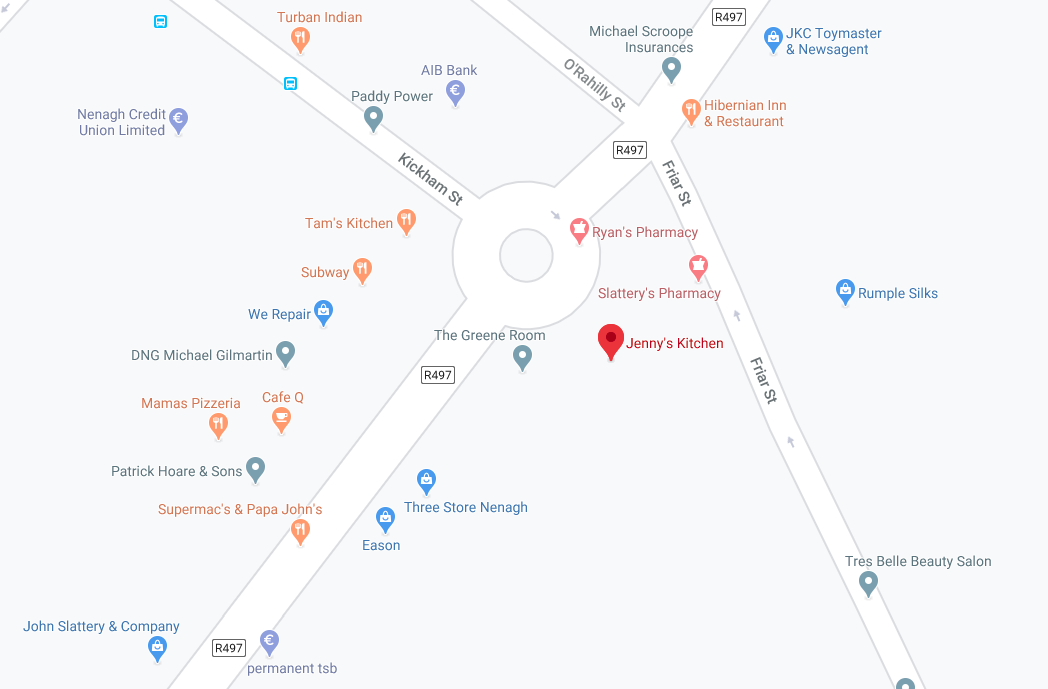 Turban Indian
R497
Michael Scroope
Insurances
JKC Toymaster
& Newsagent
O'Rahilly St
AIB Bank
Paddy Power
Nenagh Credit
Union Limited
Hibernian Inn
& Restaurant
R497
Kickham St
Friar St
Tam's Kitchen
Ryan's Pharmacy
Subway
Slattery's Pharmacy
Rumple Silks
We Repair
The Greene Room
Jenny's Kitchen
DNG Michael Gilmartin
R497
Friar St
Mamas Pizzeria
Cafe Q
Patrick Hoare & Sons
Supermac's & Papa John's
Three Store Nenagh
Eason
Tres Belle Beauty Salon
John Slattery & Company
R497
permanent tsb